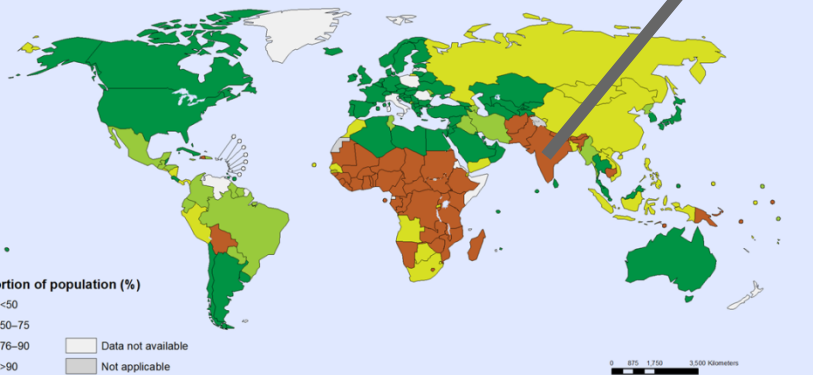 rtion of population (%)
<50
50–75
76–90
Data not available
>90
Not applicable
0 875 1,750 3,500 Kilometers